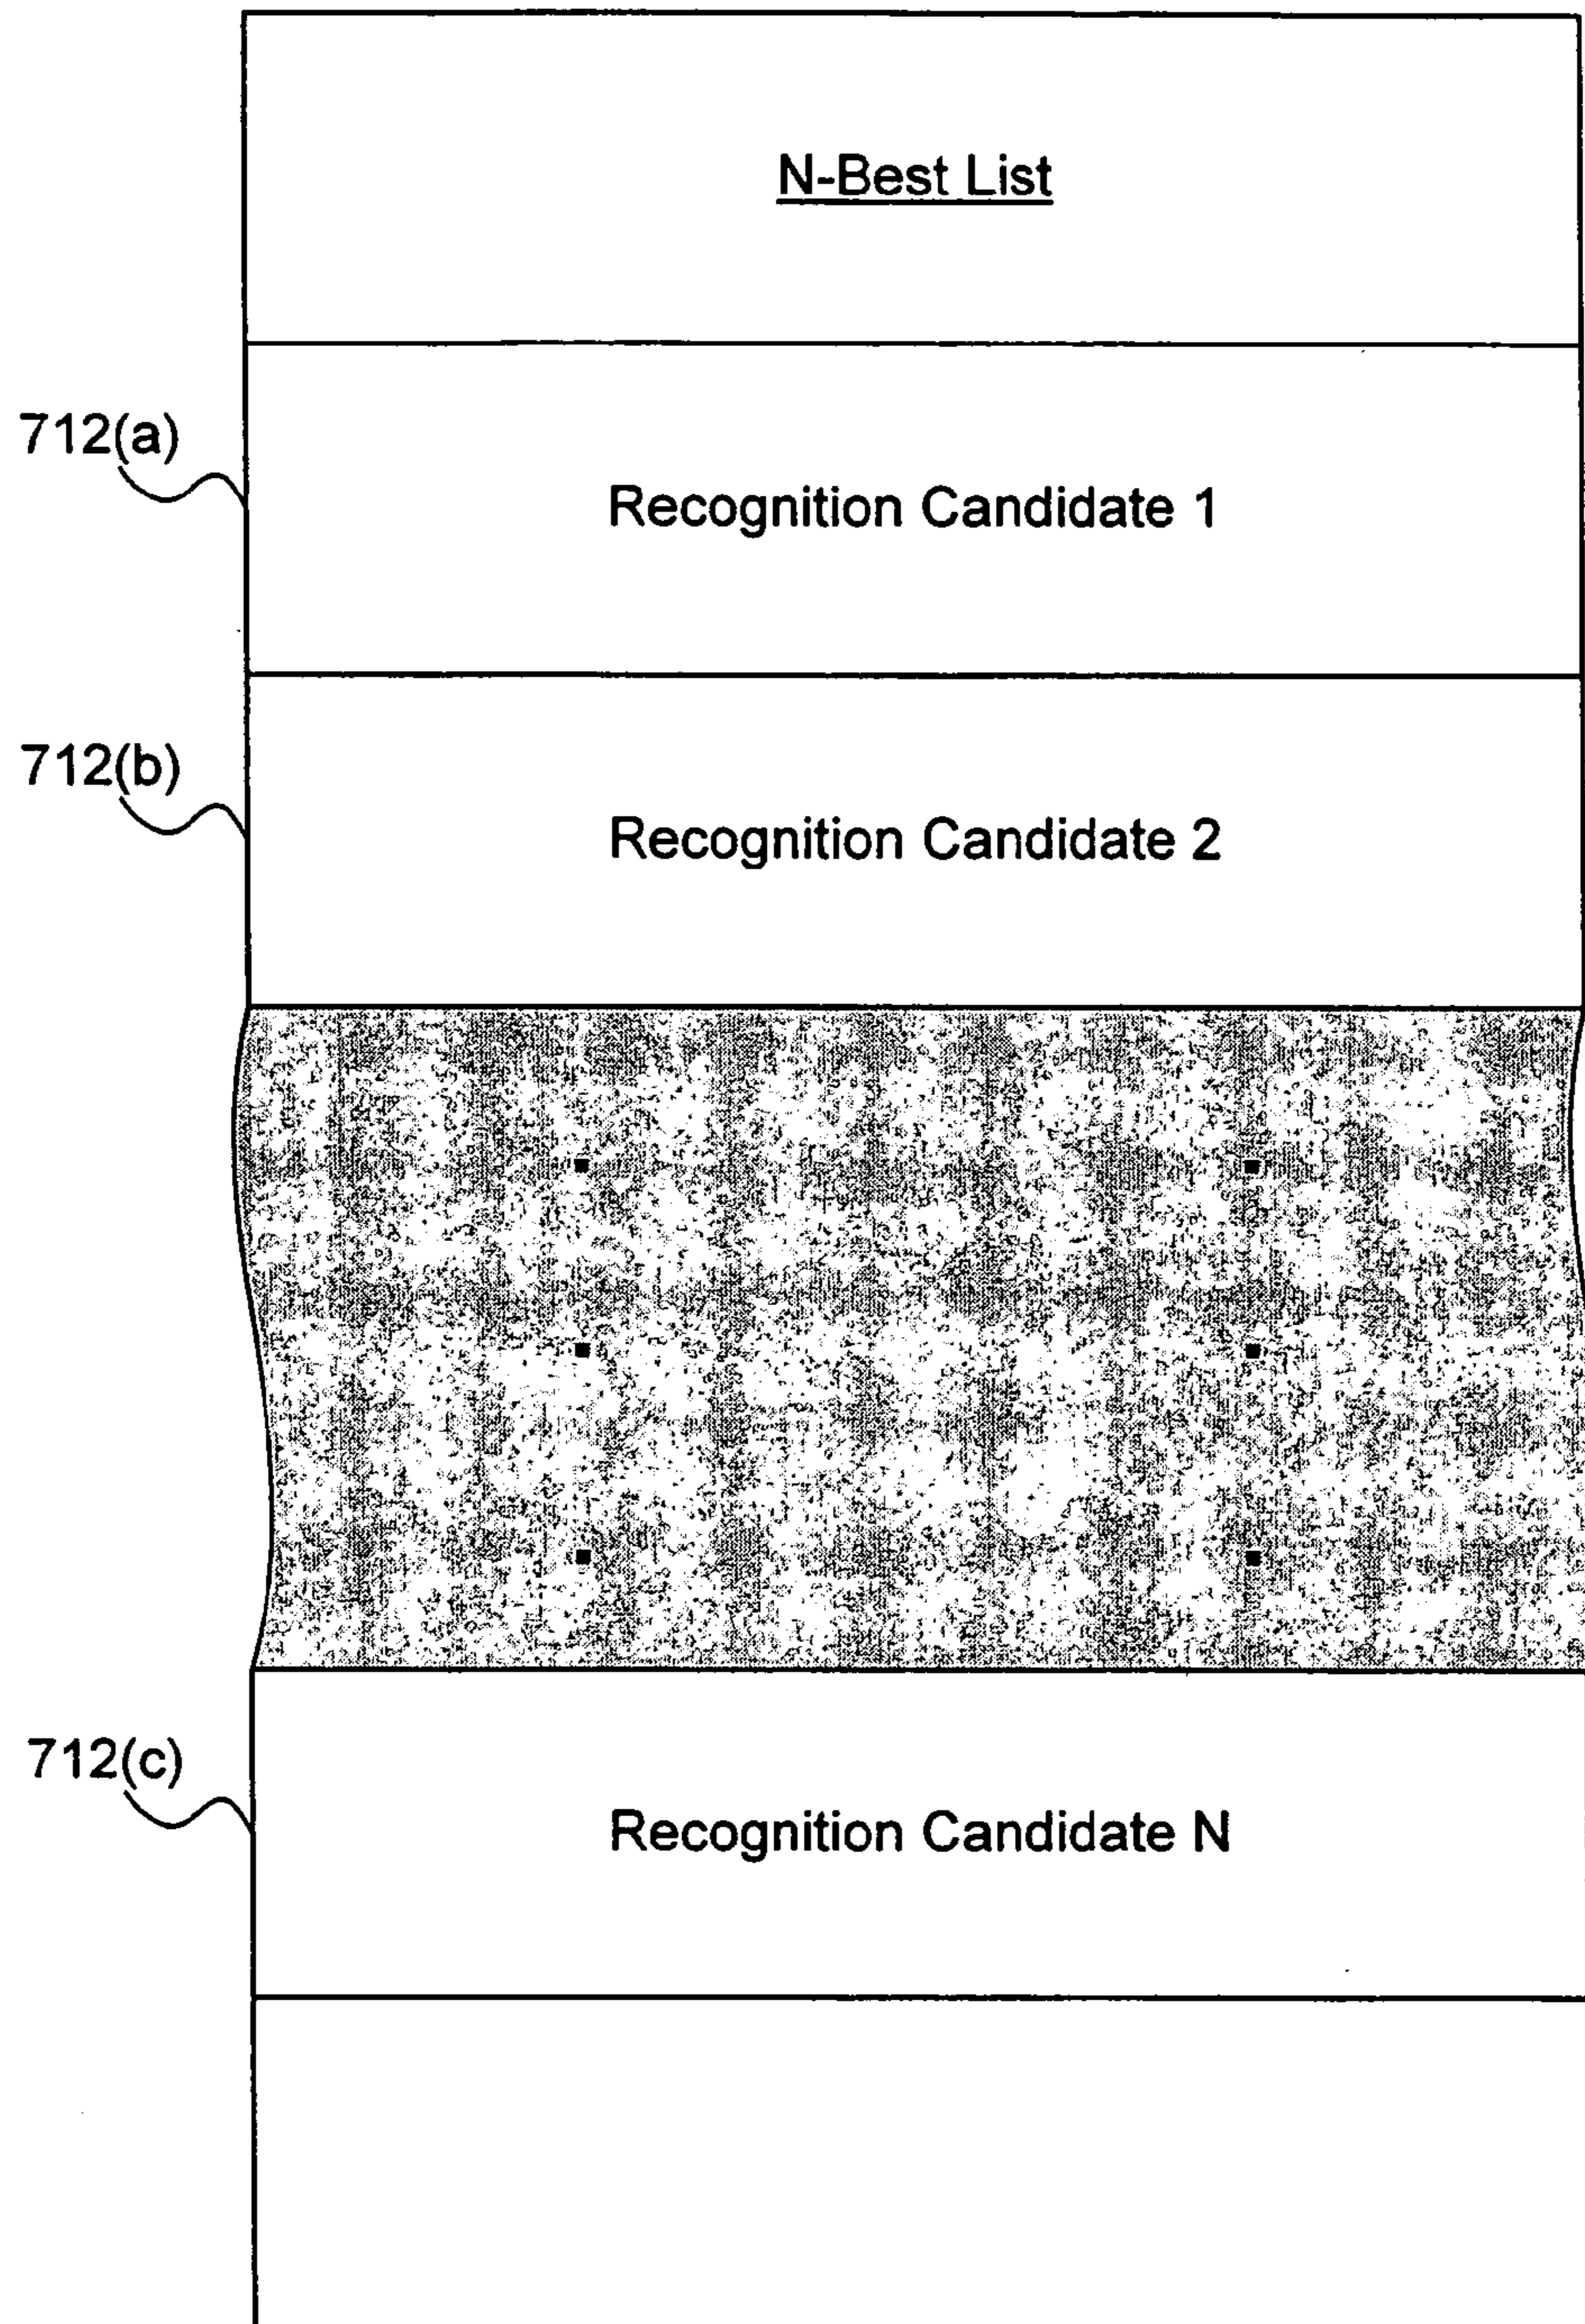 N-Best List
712(a)
Recognition Candidate 1
712(b)
Recognition Candidate 2
712(c)
Recognition Candidate N